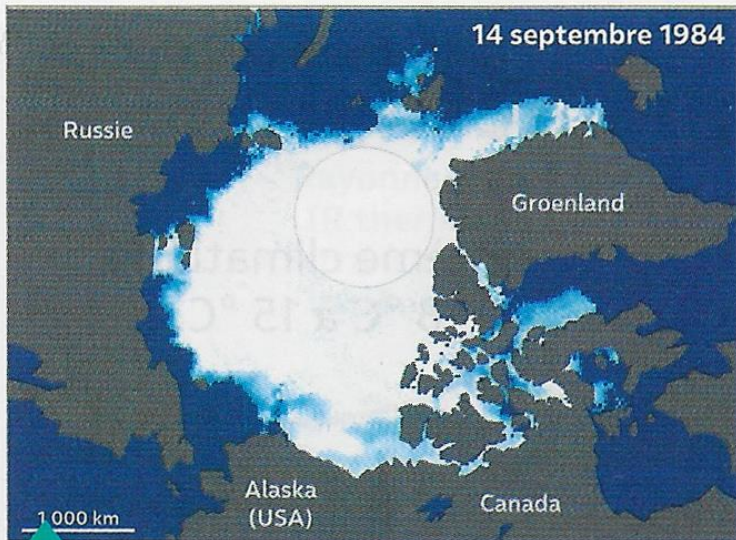 14 septembre 1984
Russie
Groenland
Alaska
(USA)
Canada
1 000 km